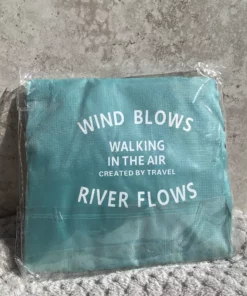 WIND BLOWS
WALKING
IN THE AIR
CREATED BY TRAVEL
RIVER FLOWS